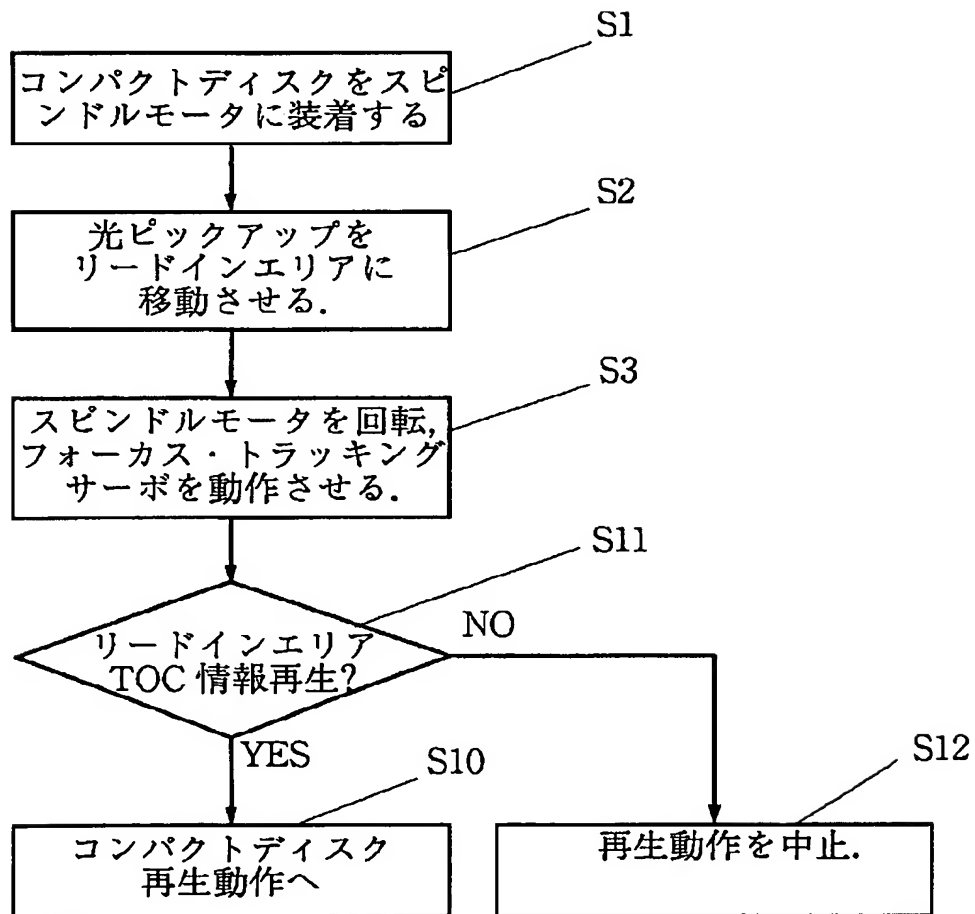 S1
コンパクトディスクをスピ
ンドルモータに装着する
S2
光ピックアップを
リードインエリアに
移動させる.
S3
スピンドルモータを回転,
フォーカス・トラッキング
サーボを動作させる.
S11
リードインエリア
TOC 情報再生?
NO
YES
S10
コンパクトディスク
再生動作へ
S12
再生動作を中止.